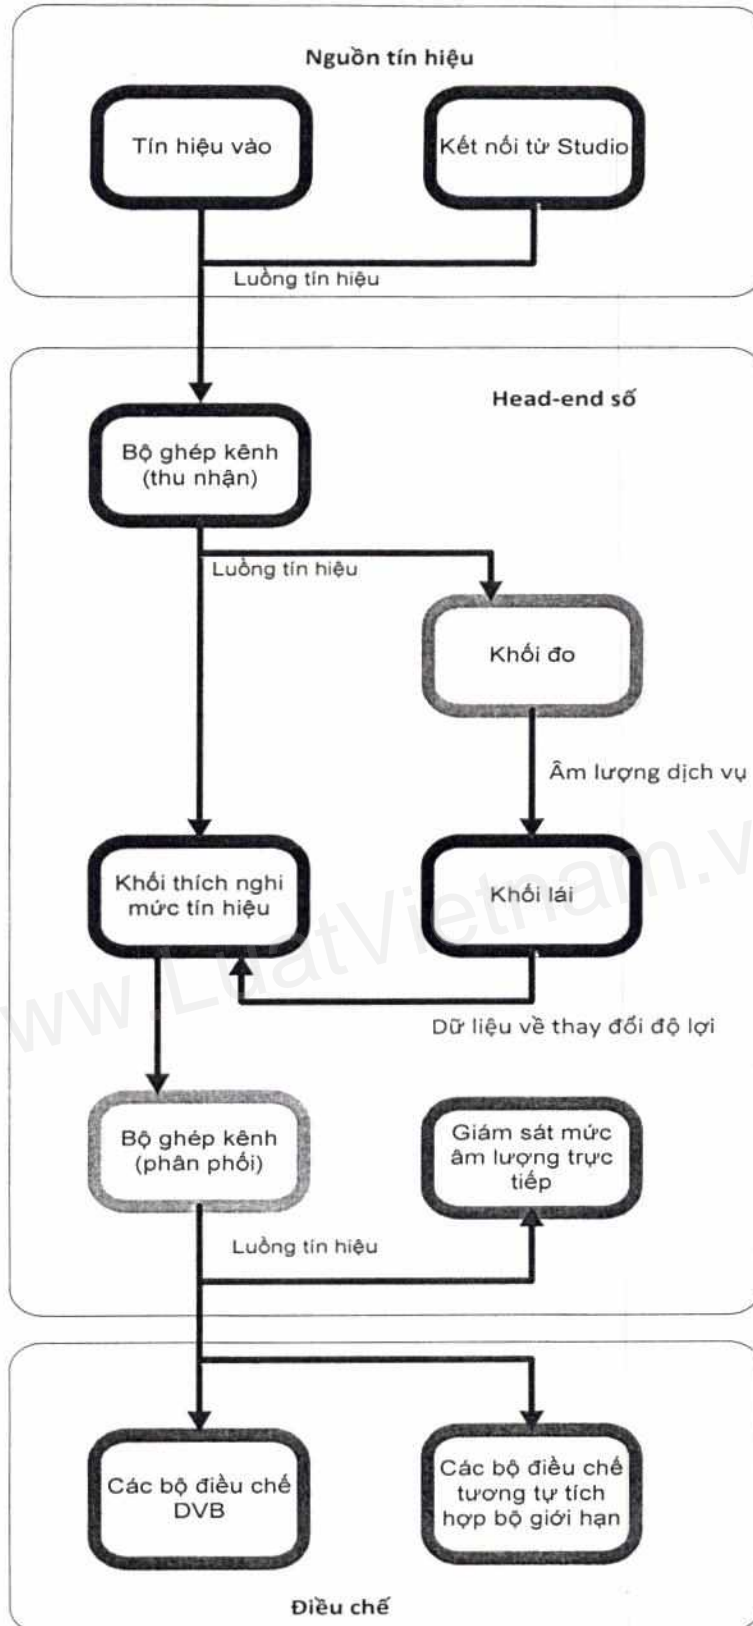 Nguồn tín hiệu
Tín hiệu vào
Kết nối từ Studio
Luồng tín hiệu
Head-end số
Bộ ghép kênh
(thu nhận)
Luồng tín hiệu
Khối đo
Âm lượng dịch vụ
Khối thích nghi
mức tín hiệu
Khối lái
Dữ liệu về thay đổi độ lợi
Bộ ghép kênh
(phân phối)
Giám sát mức
âm lượng trực
tiếp
Luồng tín hiệu
Các bộ điều chế
DVB
Các bộ điều chế
tương tự tích
hợp bộ giới hạn
Điều chế
ww.LuatVietnam.v